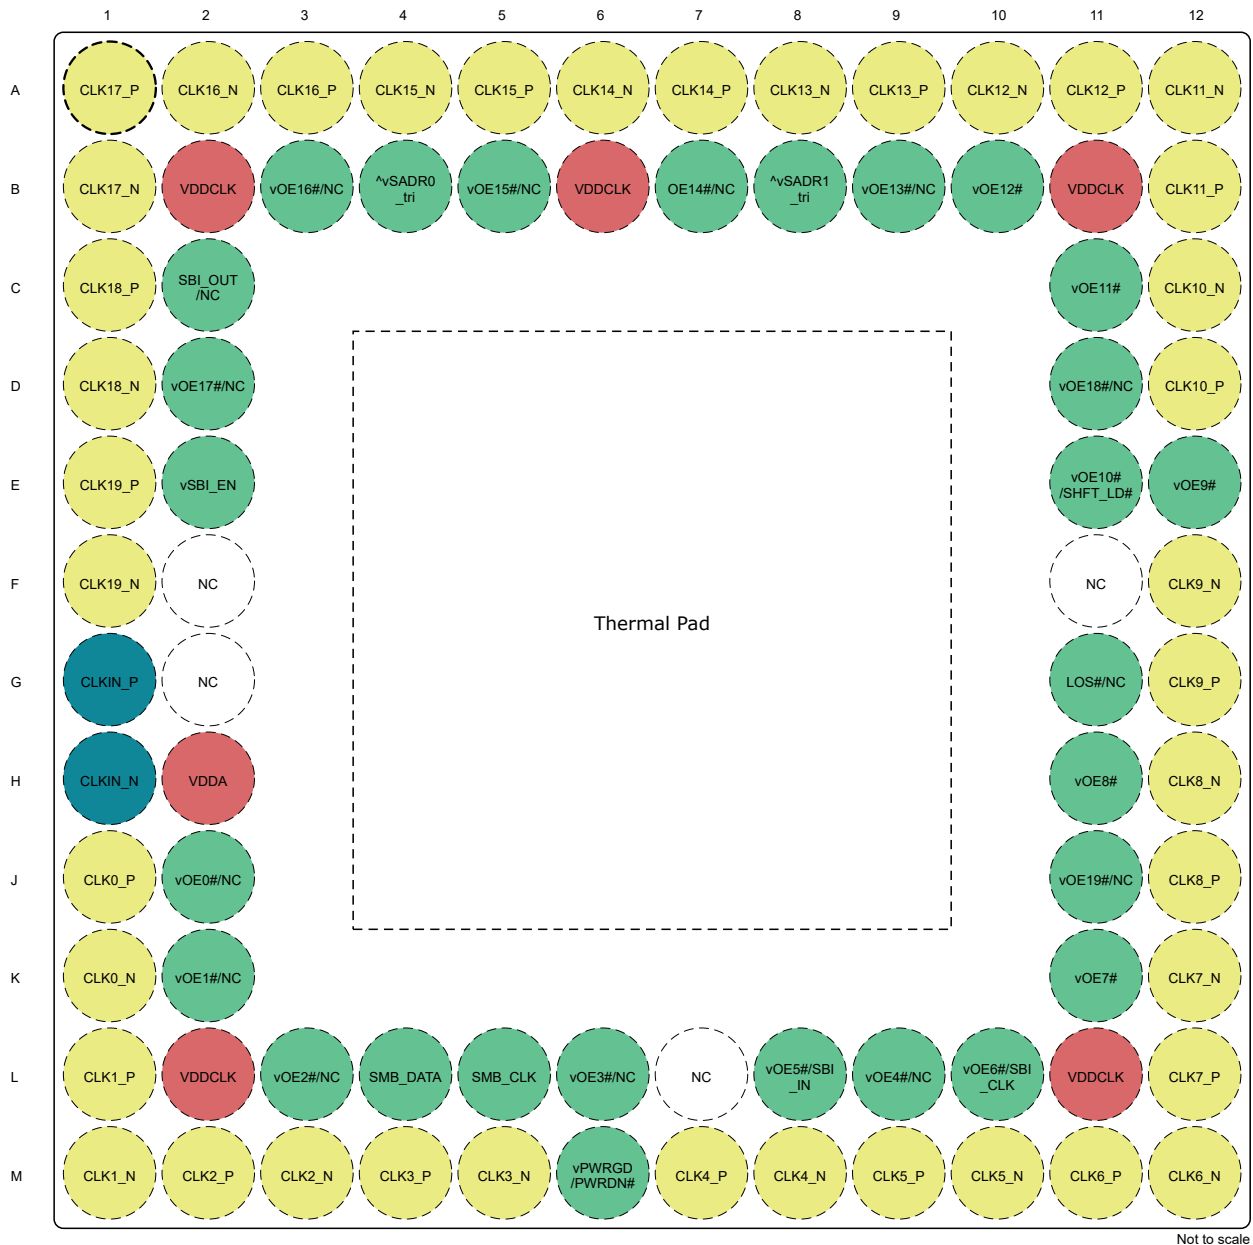 1 2 3 4 5 6 7 8 9 10 11 12
A CLK17_P CLK16_N CLK16_P CLK15_N CLK15_P CLK14_N CLK14_P CLK13_N CLK13_P CLK12_N CLK12_P CLK11_N
B CLK17_N VDDCLK vOE16#/NC ^vSADR0
_tri vOE15#/NC VDDCLK OE14#/NC ^vSADR1
_tri vOE13#/NC vOE12# VDDCLK CLK11_P
C CLK18_P SBI_OUT
/NC vOE11# CLK10_N
D CLK18_N vOE17#/NC vOE18#/NC CLK10_P
E CLK19_P vSBI_EN vOE10#
/SHFT_LD# vOE9#
F CLK19_N NC NC CLK9_N
Thermal Pad
G CLKIN_P NC LOS#/NC CLK9_P
H CLKIN_N VDDA vOE8# CLK8_N
J CLK0_P vOE0#/NC vOE19#/NC CLK8_P
K CLK0_N vOE1#/NC vOE7# CLK7_N
L CLK1_P VDDCLK vOE2#/NC SMB_DATA SMB_CLK vOE3#/NC NC vOE5#/SBI
_IN vOE4#/NC vOE6#/SBI
_CLK VDDCLK CLK7_P
M CLK1_N CLK2_P CLK2_N CLK3_P CLK3_N vPWRGD
/PWRDN# CLK4_P CLK4_N CLK5_P CLK5_N CLK6_P CLK6_N
Not to scale